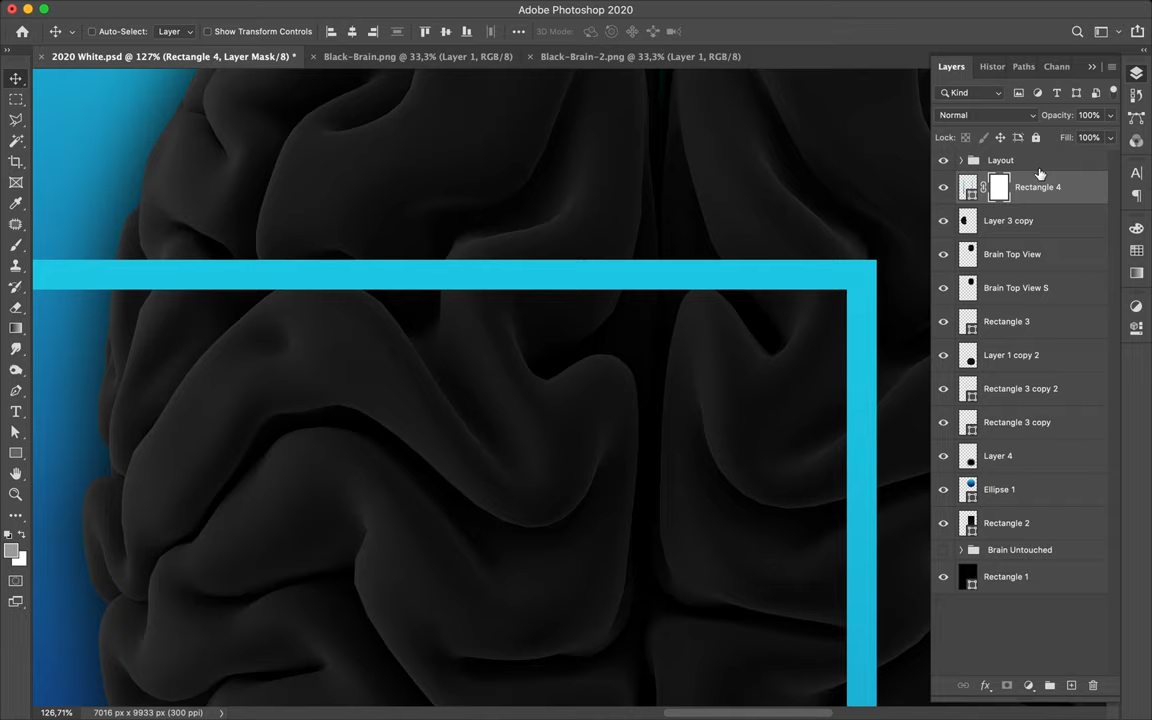 Adobe Photoshop 2020
Auto-Select: Layer Show Transform Controls 3D Mode:
2020 White.psd @ 127% (Rectangle 4, Layer Mask/8) * Black-Brain.png @ 33,3% (Layer 1, RGB/8) Black-Brain-2.png @ 33,3% (Layer 1, RGB/8)
Layers Histor Paths Chann
Kind
Normal Opacity: 100%
Lock: Fill: 100%
Layout
Rectangle 4
Layer 3 copy
Brain Top View
Brain Top View S
Rectangle 3
Layer 1 copy 2
Rectangle 3 copy 2
Rectangle 3 copy
Layer 4
Ellipse 1
Rectangle 2
Brain Untouched
Rectangle 1
126,71% 7016 px x 9933 px (300 ppi)